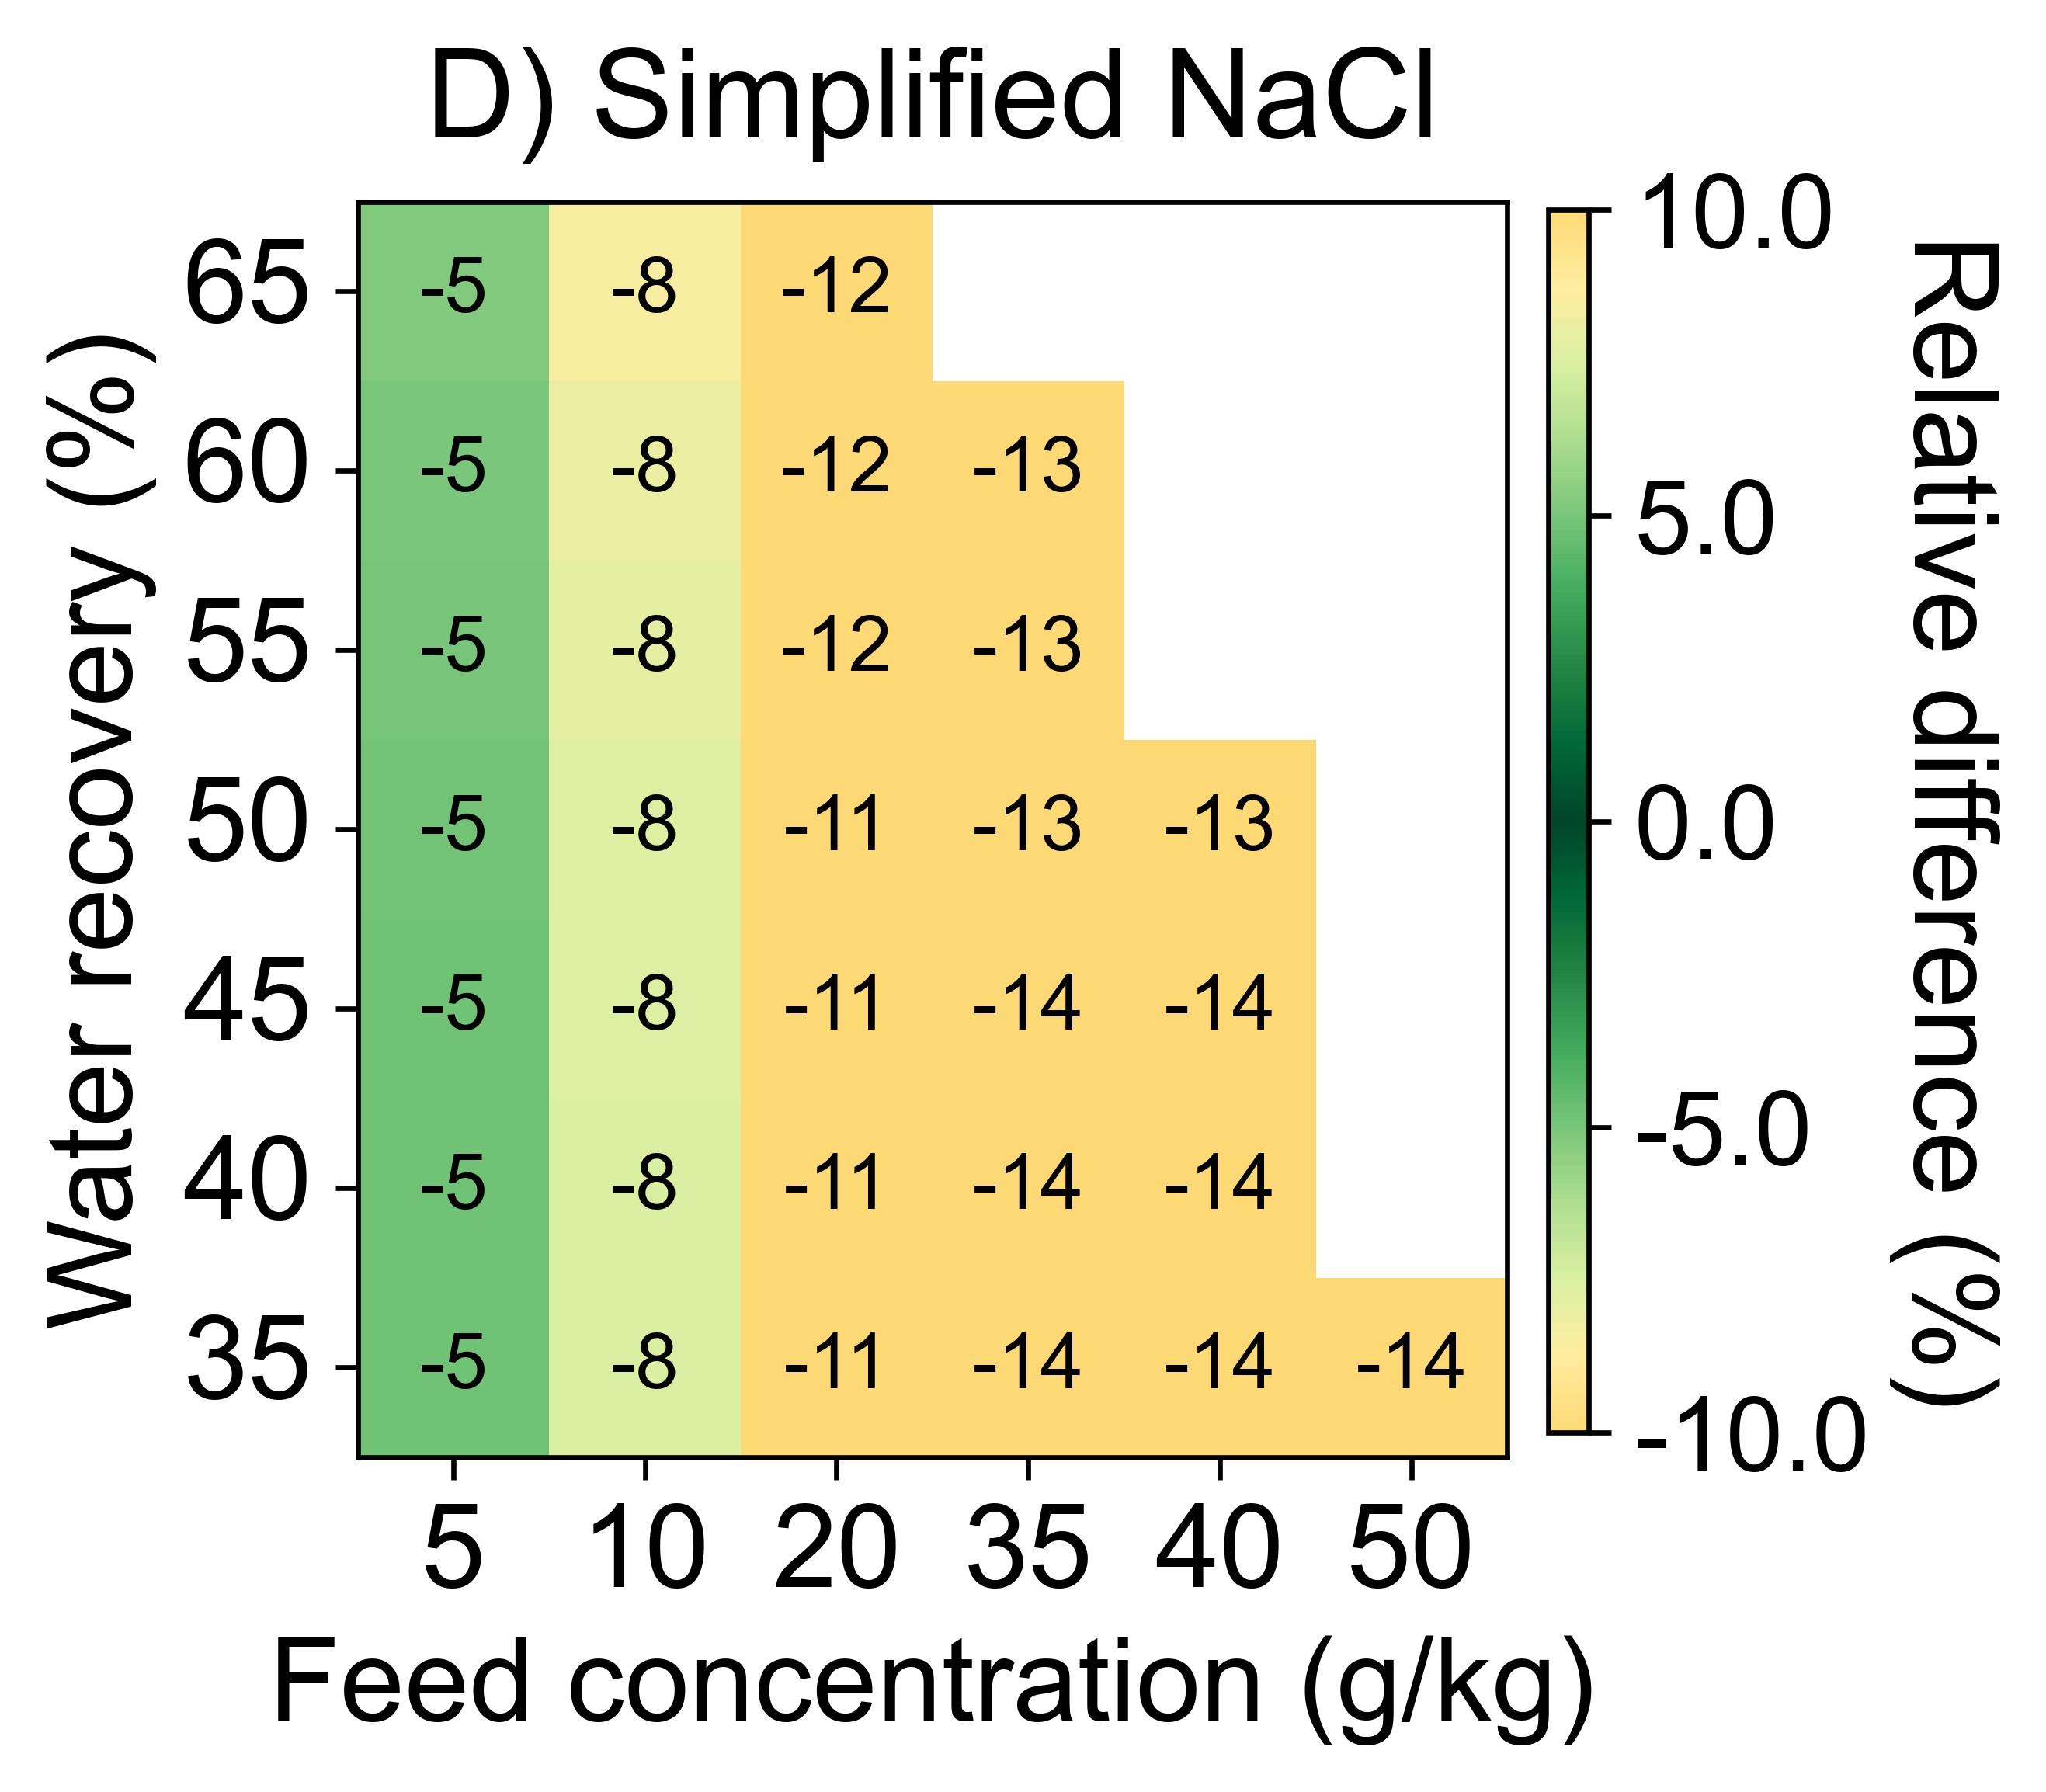 D) Simplified NaCl
Water recovery (%)
65 -5 -8 -12
60 -5 -8 -12 -13
55 -5 -8 -12 -13
50 -5 -8 -11 -13 -13
45 -5 -8 -11 -14 -14
40 -5 -8 -11 -14 -14
35 -5 -8 -11 -14 -14 -14
5 10 20 35 40 50
Feed concentration (g/kg)
10.0
5.0
0.0
-5.0
-10.0
Relative difference (%)